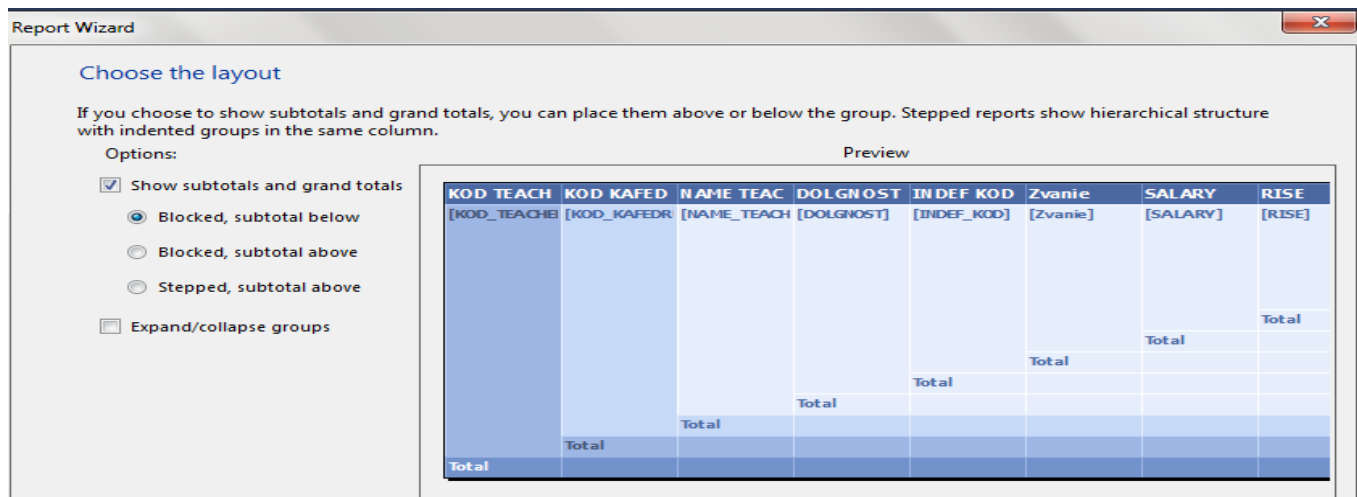 Report Wizard
Choose the layout
If you choose to show subtotals and grand totals, you can place them above or below the group. Stepped reports show hierarchical structure
with indented groups in the same column.
Options:
Preview
Show subtotals and grand totals
Blocked, subtotal below
Blocked, subtotal above
Stepped, subtotal above
Expand/collapse groups
KOD TEACH KOD KAFED NAME TEAC DOLGNOST INDEF KOD Zvanie SALARY RISE
[KOD_TEACHE [KOD_KAFEDR [NAME_TEACH [DOLGNOST] [INDEF_KOD] [Zvanie] [SALARY] [RISE]
Total
Total
Total
Total
Total
Total
Total
Total